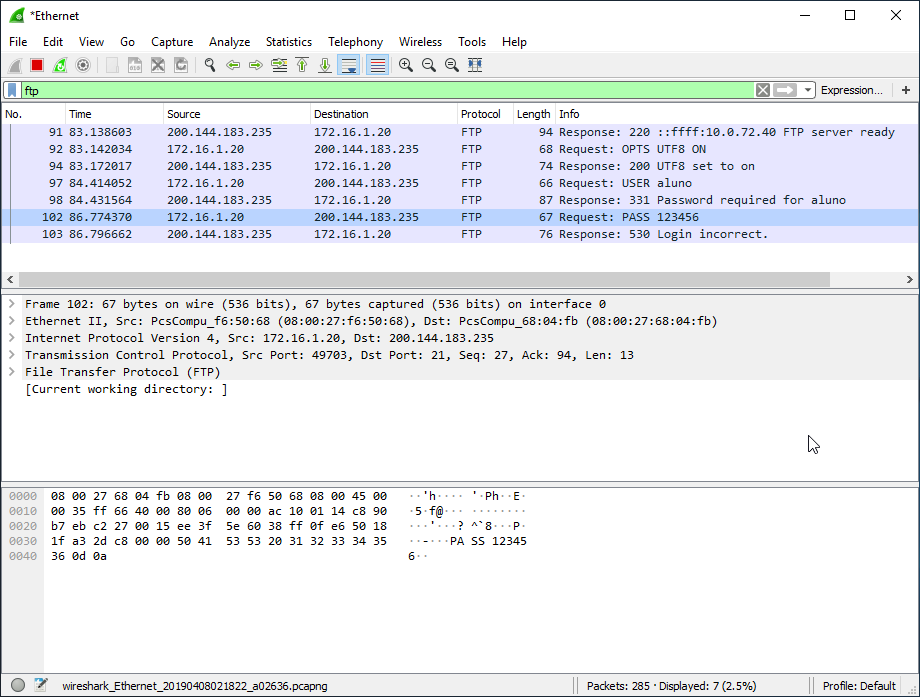 *Ethernet
File Edit View Go Capture Analyze Statistics Telephony Wireless Tools Help
ftp Expression... +
No. Time Source Destination Protocol Length Info
91 83.138603 200.144.183.235 172.16.1.20 FTP 94 Response: 220 ::ffff:10.0.72.40 FTP server ready
92 83.142034 172.16.1.20 200.144.183.235 FTP 68 Request: OPTS UTF8 ON
94 83.172017 200.144.183.235 172.16.1.20 FTP 74 Response: 200 UTF8 set to on
97 84.414052 172.16.1.20 200.144.183.235 FTP 66 Request: USER aluno
98 84.431564 200.144.183.235 172.16.1.20 FTP 87 Response: 331 Password required for aluno
102 86.774370 172.16.1.20 200.144.183.235 FTP 67 Request: PASS 123456
103 86.796662 200.144.183.235 172.16.1.20 FTP 76 Response: 530 Login incorrect.
Frame 102: 67 bytes on wire (536 bits), 67 bytes captured (536 bits) on interface 0
Ethernet II, Src: PcsCompu_f6:50:68 (08:00:27:f6:50:68), Dst: PcsCompu_68:04:fb (08:00:27:68:04:fb)
Internet Protocol Version 4, Src: 172.16.1.20, Dst: 200.144.183.235
Transmission Control Protocol, Src Port: 49703, Dst Port: 21, Seq: 27, Ack: 94, Len: 13
File Transfer Protocol (FTP)
[Current working directory: ]
0000 08 00 27 68 04 fb 08 00 27 f6 50 68 08 00 45 00 ··'h···· '·Ph··E·
0010 00 35 ff 66 40 00 80 06 00 00 ac 10 01 14 c8 90 ·5·f@··· ········
0020 b7 eb c2 27 00 15 ee 3f 5e 60 38 ff 0f e6 50 18 ···'···? ^`8···P·
0030 1f a3 2d c8 00 00 50 41 53 53 20 31 32 33 34 35 ··-···PA SS 12345
0040 36 0d 0a 6··
wireshark_Ethernet_20190408021822_a02636.pcapng Packets: 285 · Displayed: 7 (2.5%) Profile: Default